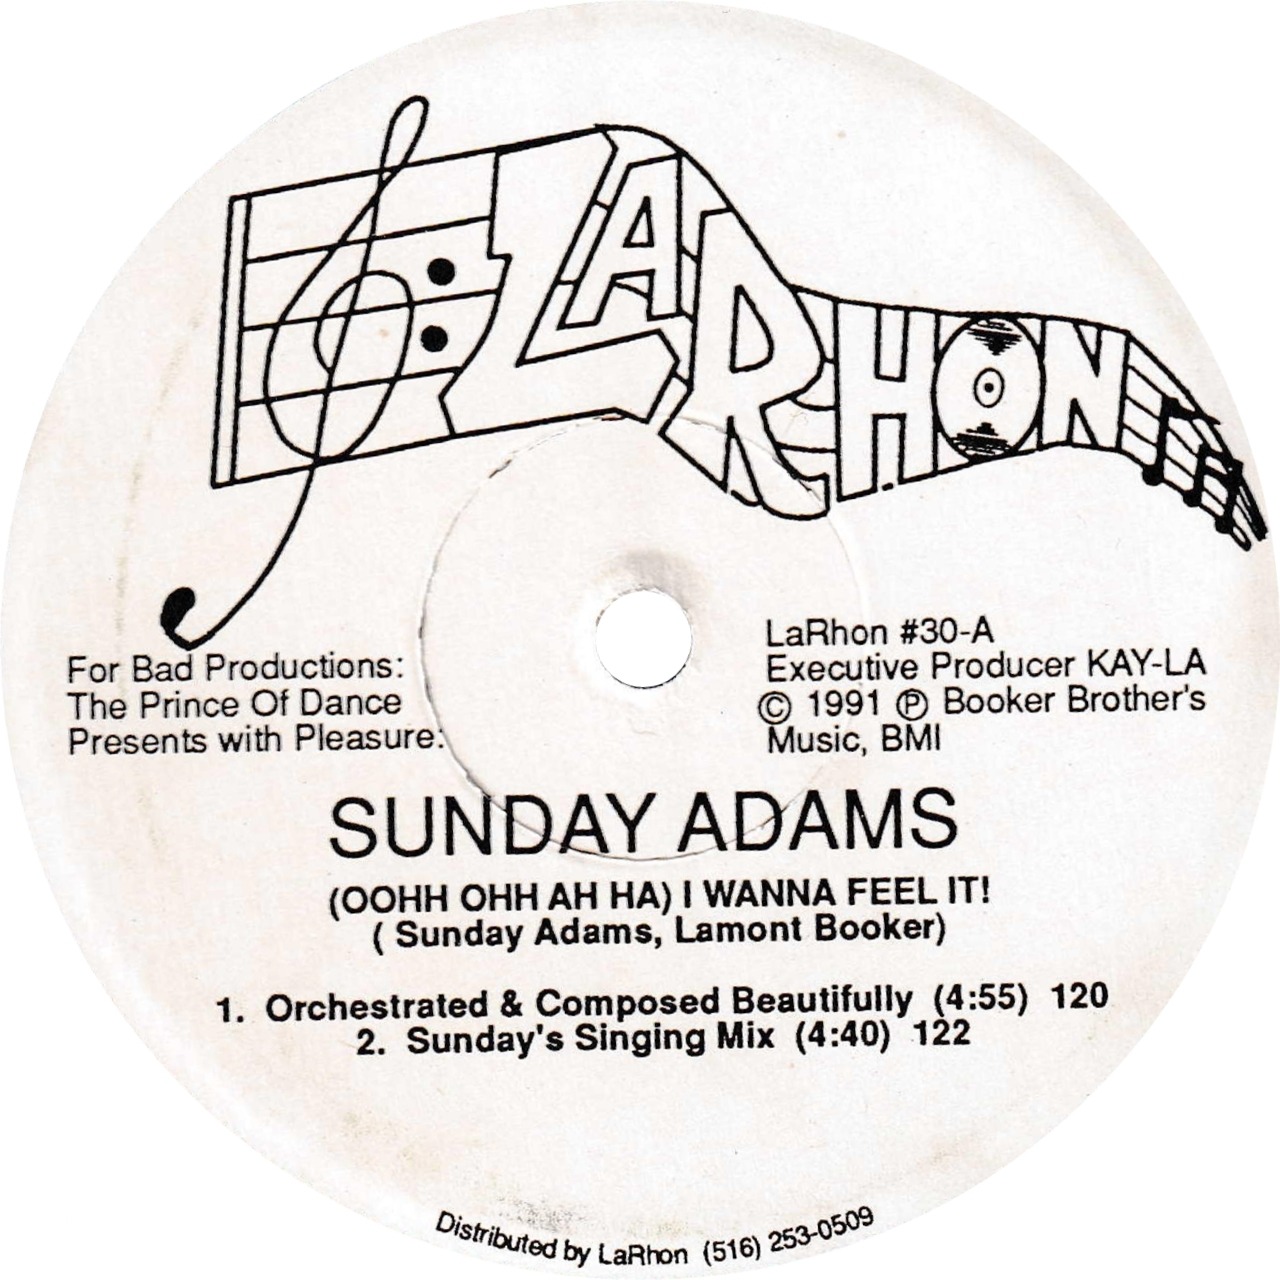 LARHON
For Bad Productions:
The Prince Of Dance
Presents with Pleasure:
LaRhon #30-A
Executive Producer KAY-LA
© 1991 ℗ Booker Brother's
Music, BMI
SUNDAY ADAMS
(OOHH OHH AH HA) I WANNA FEEL IT!
( Sunday Adams, Lamont Booker)
1. Orchestrated & Composed Beautifully (4:55) 120
2. Sunday's Singing Mix (4:40) 122
Distributed by LaRhon (516) 253-0509